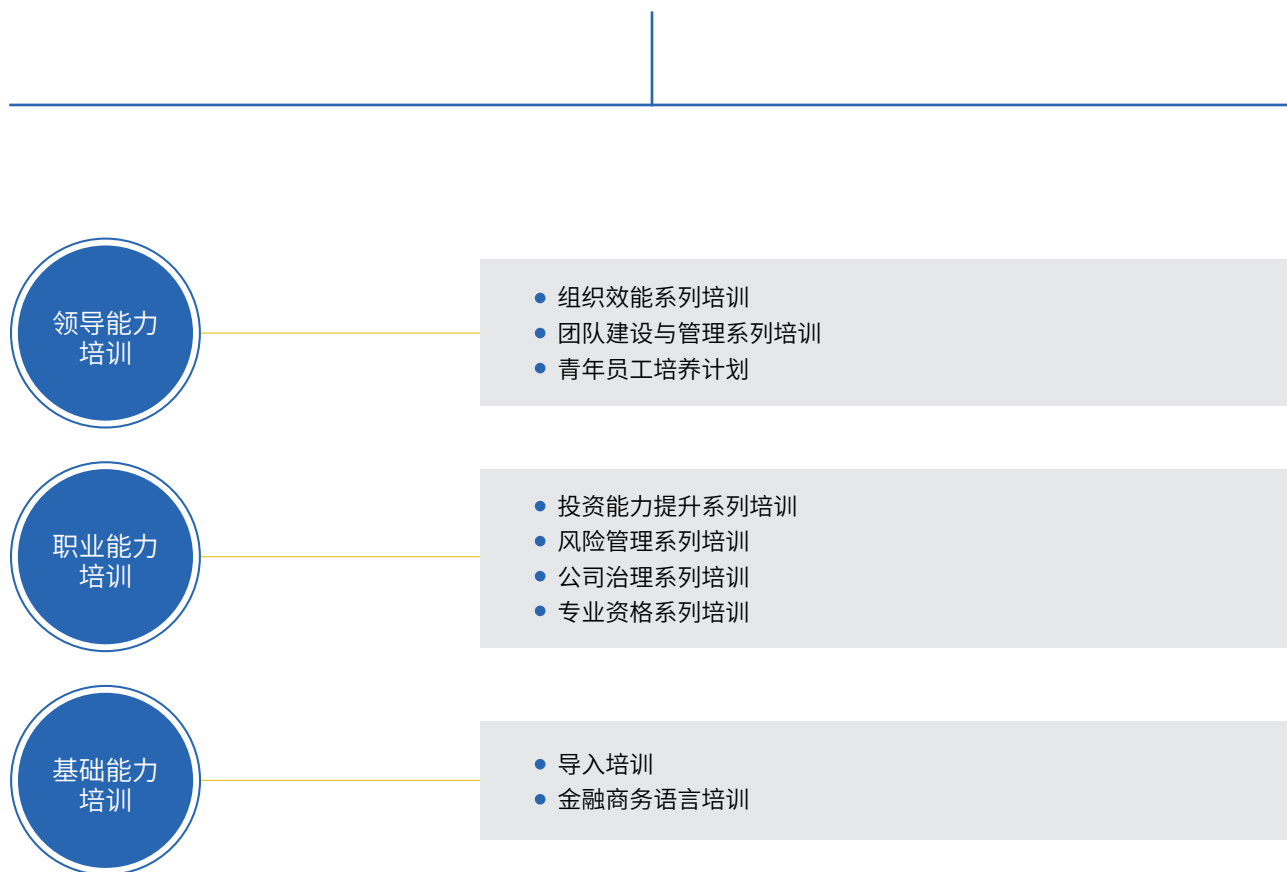 领导能力
培训
组织效能系列培训
团队建设与管理系列培训
青年员工培养计划
职业能力
培训
投资能力提升系列培训
风险管理系列培训
公司治理系列培训
专业资格系列培训
基础能力
培训
导入培训
金融商务语言培训